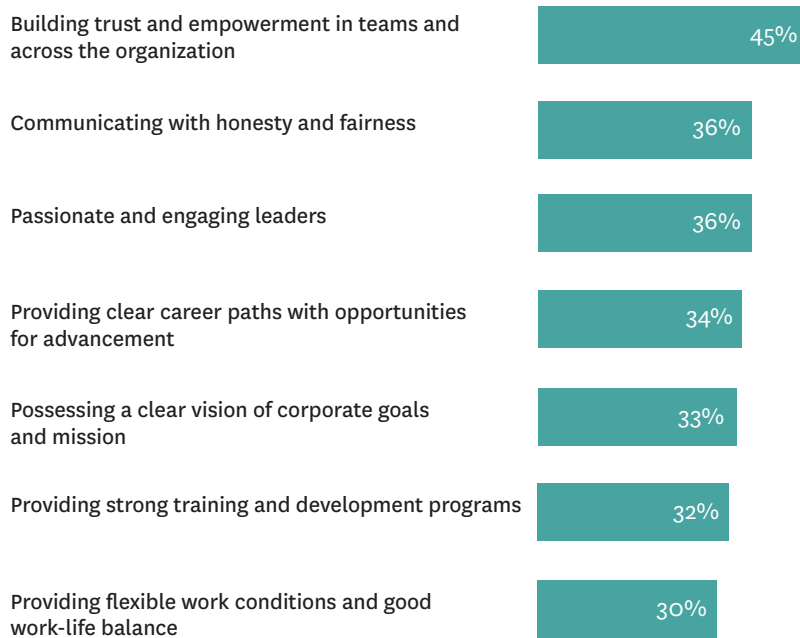 Building trust and empowerment in teams and
across the organization
45%
Communicating with honesty and fairness
36%
Passionate and engaging leaders
36%
Providing clear career paths with opportunities
for advancement
34%
Possessing a clear vision of corporate goals
and mission
33%
Providing strong training and development programs
32%
Providing flexible work conditions and good
work-life balance
30%